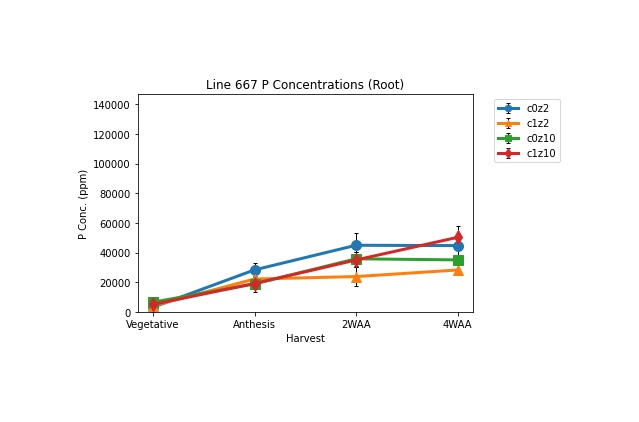 Line 667 P Concentrations (Root)
140000
120000
100000
80000
60000
40000
20000
0
P Conc. (ppm)
Vegetative Anthesis 2WAA 4WAA
Harvest
c0z2
c1z2
c0z10
c1z10